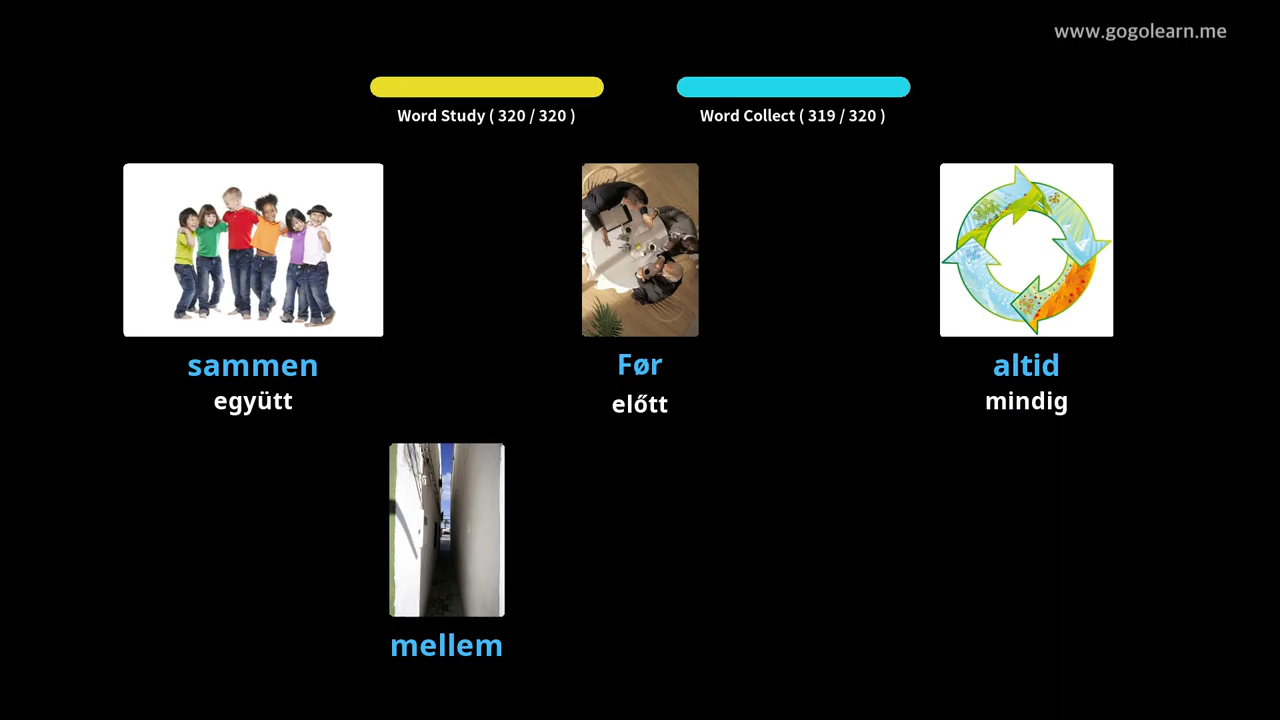 www.gogolearn.me
Word Study ( 320 / 320 )
Word Collect ( 319 / 320 )
sammen
együtt
Før
előtt
altid
mindig
mellem